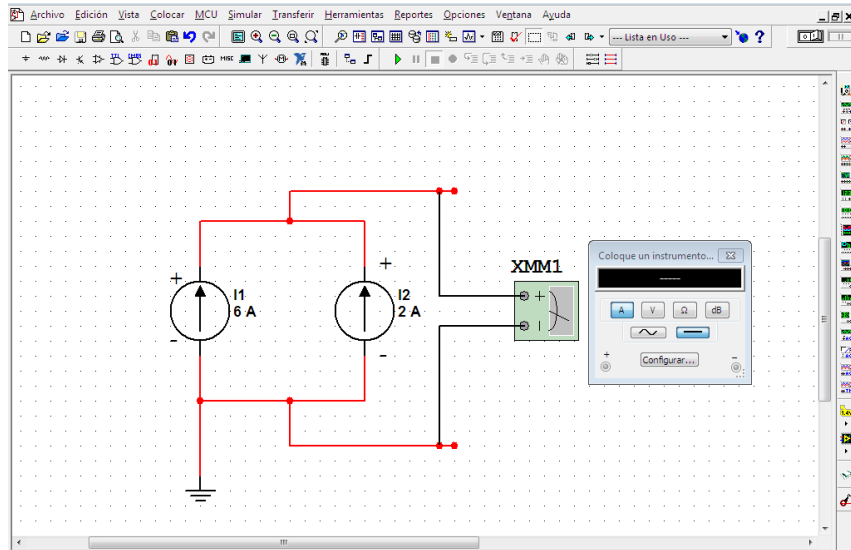 Archivo Edición Vista Colocar MCU Simular Transferir Herramientas Reportes Opciones Ventana Ayuda
--- Lista en Uso ---
MISC
XMM1
Coloque un instrumento...
-----
A V Ω dB
+ -
Configurar...
+
I1
6 A
-
+
I2
2 A
-